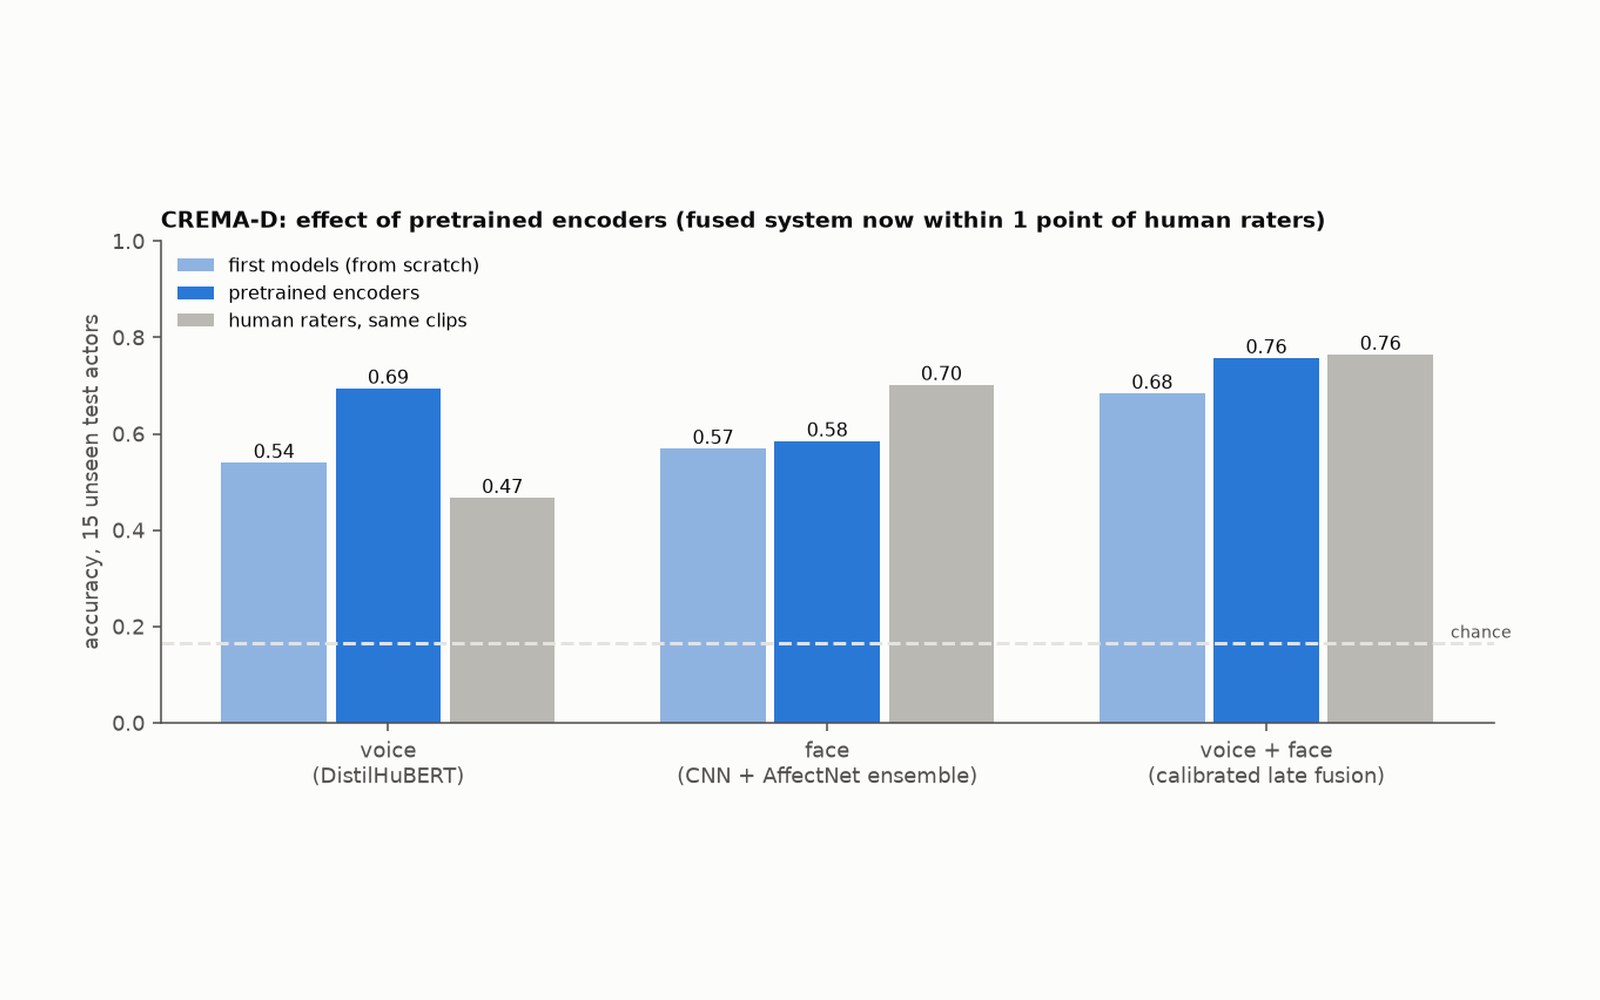 CREMA-D: effect of pretrained encoders (fused system now within 1 point of human raters)
1.0
0.8
0.6
0.4
0.2
0.0
accuracy, 15 unseen test actors
first models (from scratch)
pretrained encoders
human raters, same clips
0.54
0.69
0.47
0.57
0.58
0.70
0.68
0.76
0.76
chance
voice
(DistilHuBERT)
face
(CNN + AffectNet ensemble)
voice + face
(calibrated late fusion)